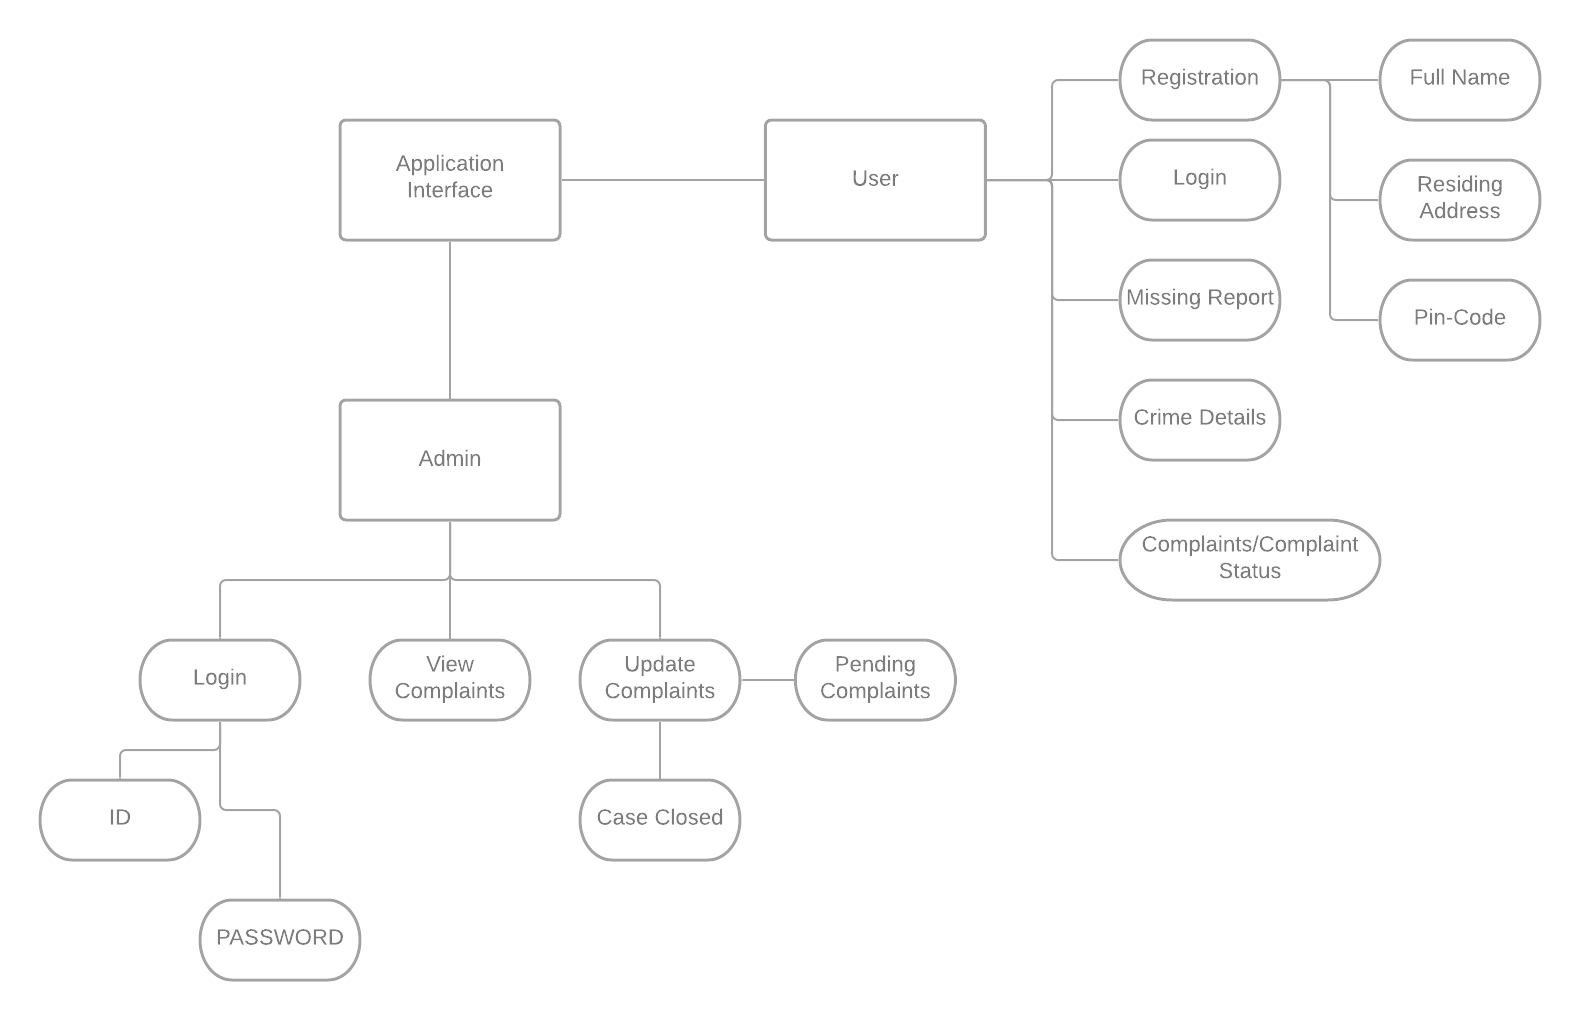 Application
Interface
User
Registration
Full Name
Login
Residing
Address
Missing Report
Pin-Code
Crime Details
Complaints/Complaint
Status
Admin
Login
View
Complaints
Update
Complaints
Pending
Complaints
ID
Case Closed
PASSWORD